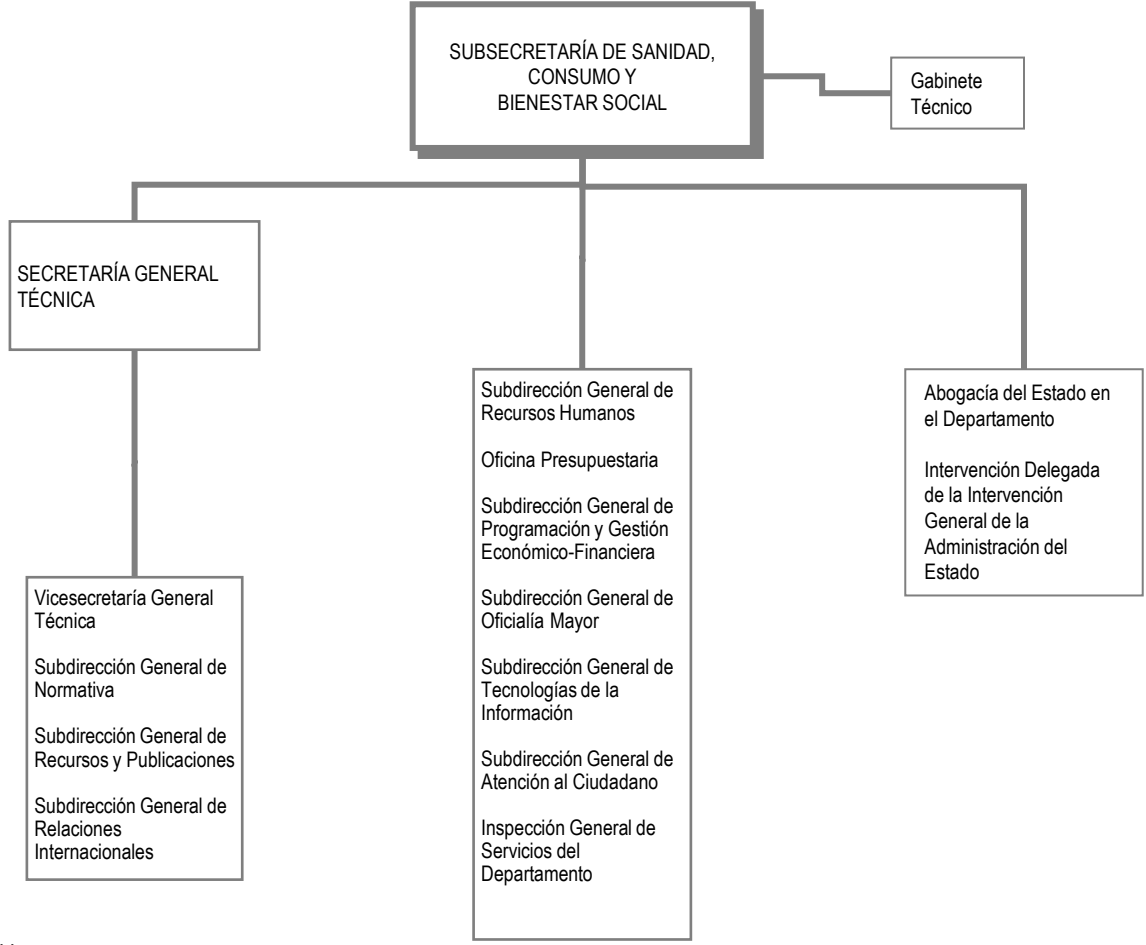 SUBSECRETARÍA DE SANIDAD,
CONSUMO Y
BIENESTAR SOCIAL
Gabinete
Técnico
SECRETARÍA GENERAL
TÉCNICA
Vicesecretaría General
Técnica
Subdirección General de
Normativa
Subdirección General de
Recursos y Publicaciones
Subdirección General de
Relaciones
Internacionales
Subdirección General de
Recursos Humanos
Oficina Presupuestaria
Subdirección General de
Programación y Gestión
Económico-Financiera
Subdirección General de
Oficialía Mayor
Subdirección General de
Tecnologías de la
Información
Subdirección General de
Atención al Ciudadano
Inspección General de
Servicios del
Departamento
Abogacía del Estado en
el Departamento
Intervención Delegada
de la Intervención
General de la
Administración del
Estado